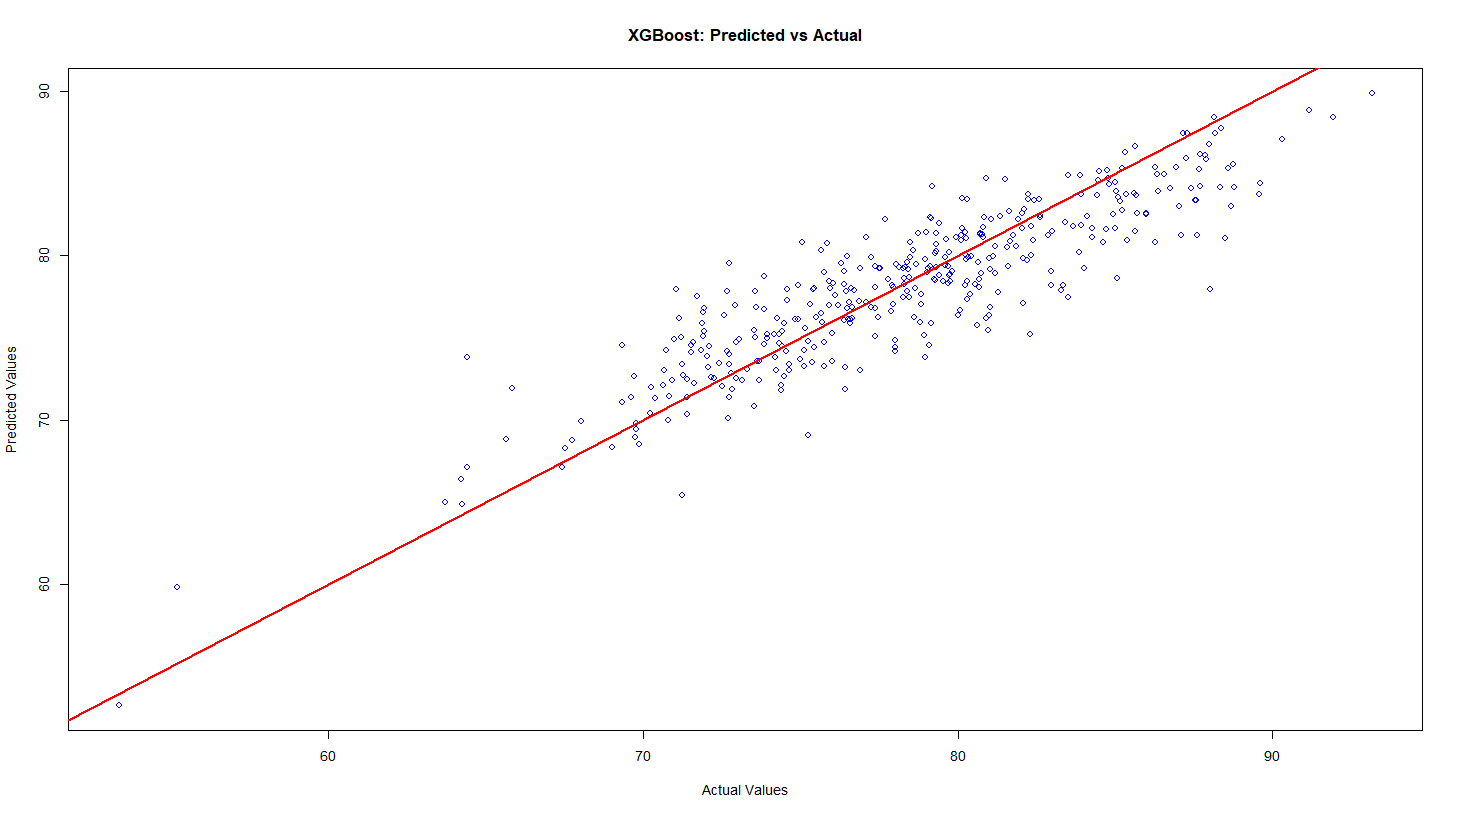 XGBoost: Predicted vs Actual
90
80
70
60
Predicted Values
60 70 80 90
Actual Values